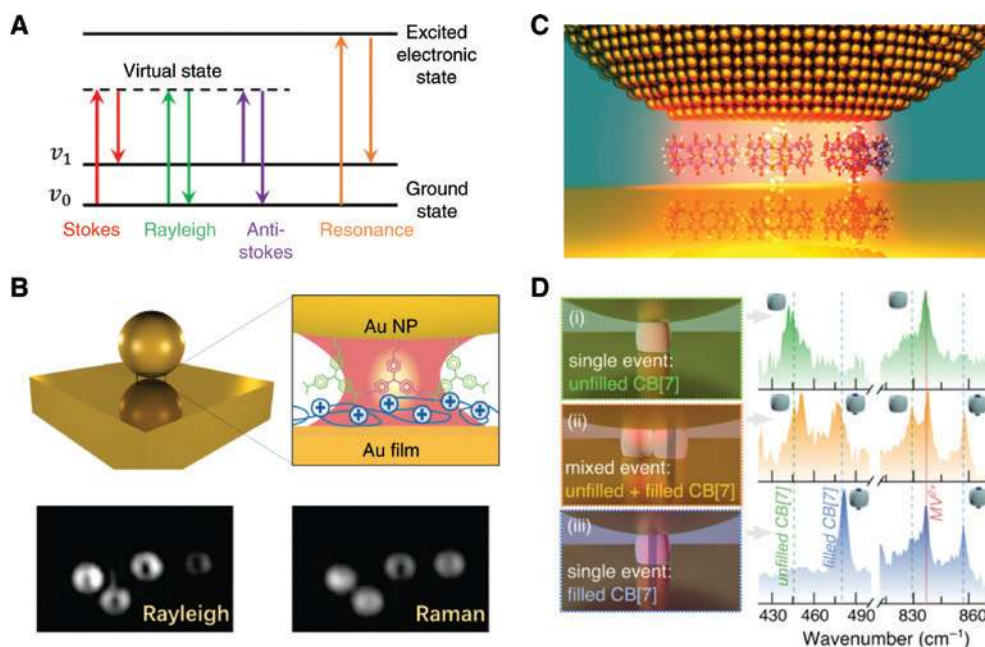 A
Excited
electronic
state
Virtual state
v₁
v₀
Ground
state
Stokes
Rayleigh
Anti-
stokes
Resonance
B
Au NP
Au film
Rayleigh
Raman
C
D
(i)
single event:
unfilled CB[7]
(ii)
mixed event:
unfilled + filled CB[7]
(iii)
single event:
filled CB[7]
unfilled CB[7]
filled CB[7]
MV²⁺
430 460 490 830 860
Wavenumber (cm⁻¹)